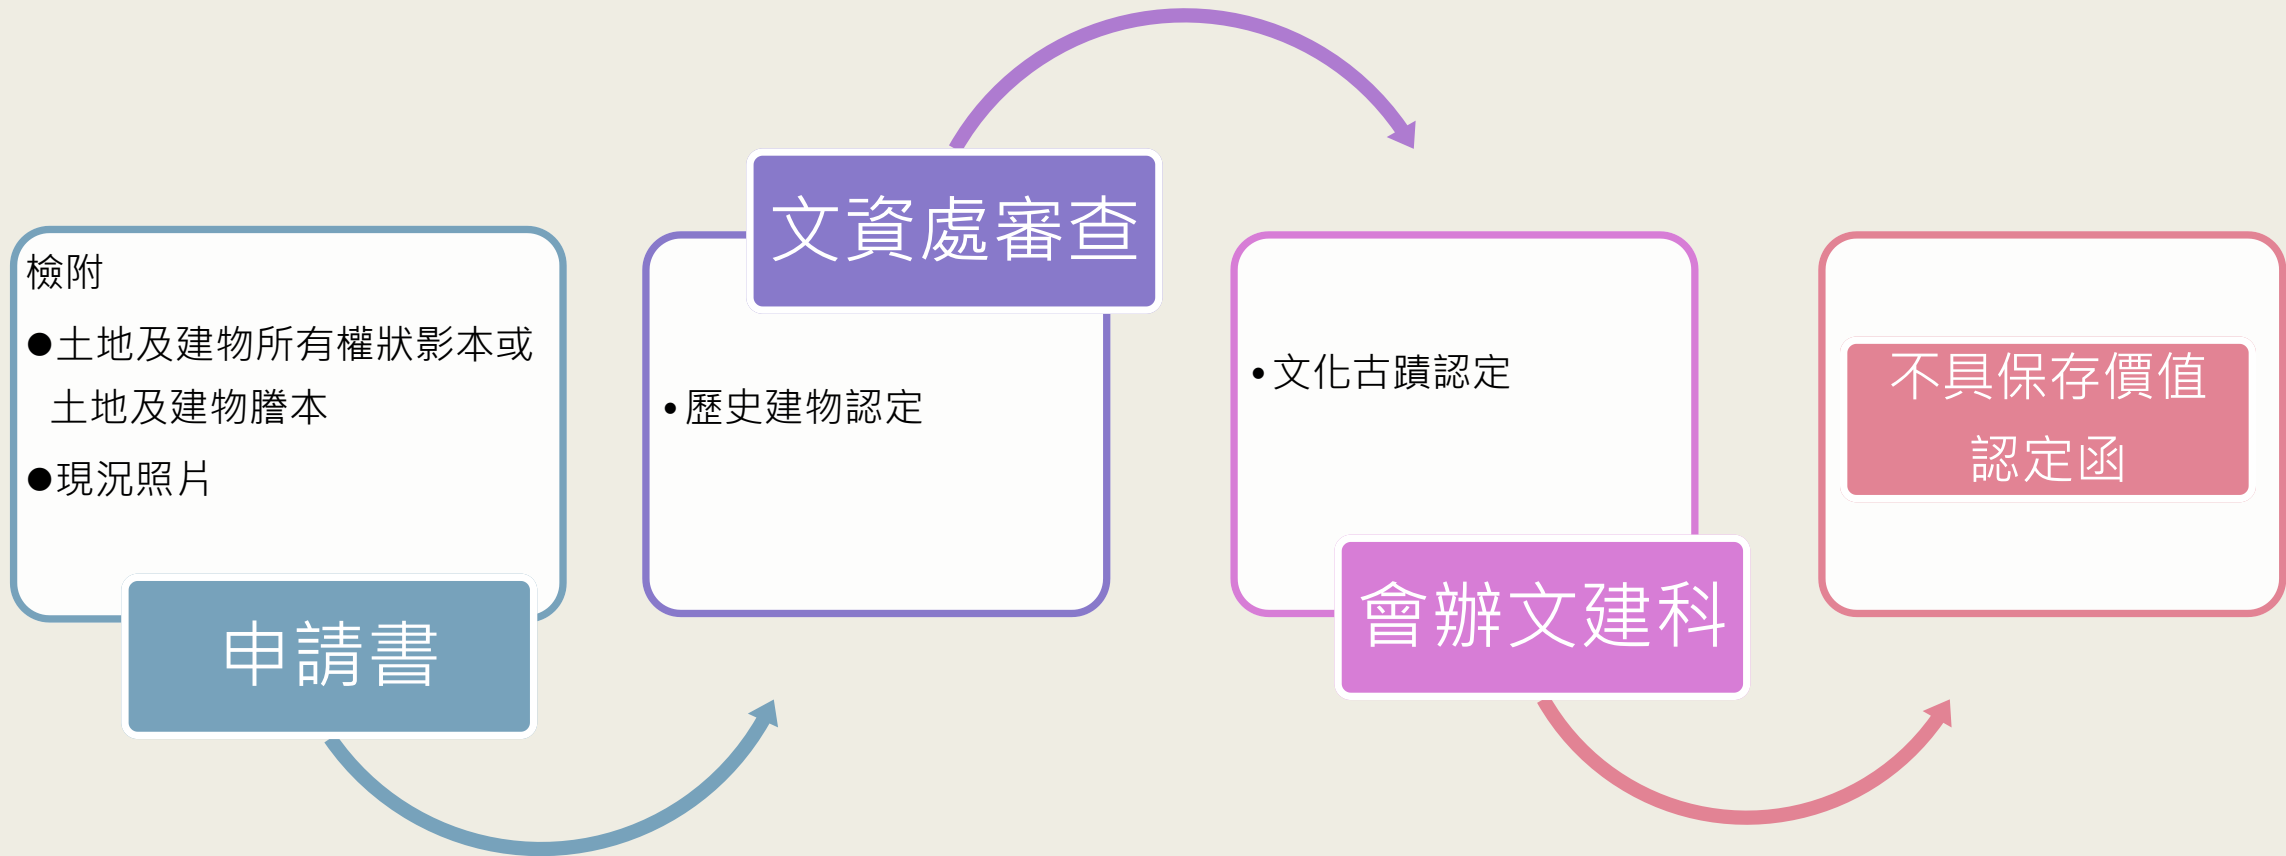 檢附
●土地及建物所有權狀影本或
土地及建物謄本
●現況照片
申請書
文資處審查
•歷史建物認定
•文化古蹟認定
會辦文建科
不具保存價值
認定函